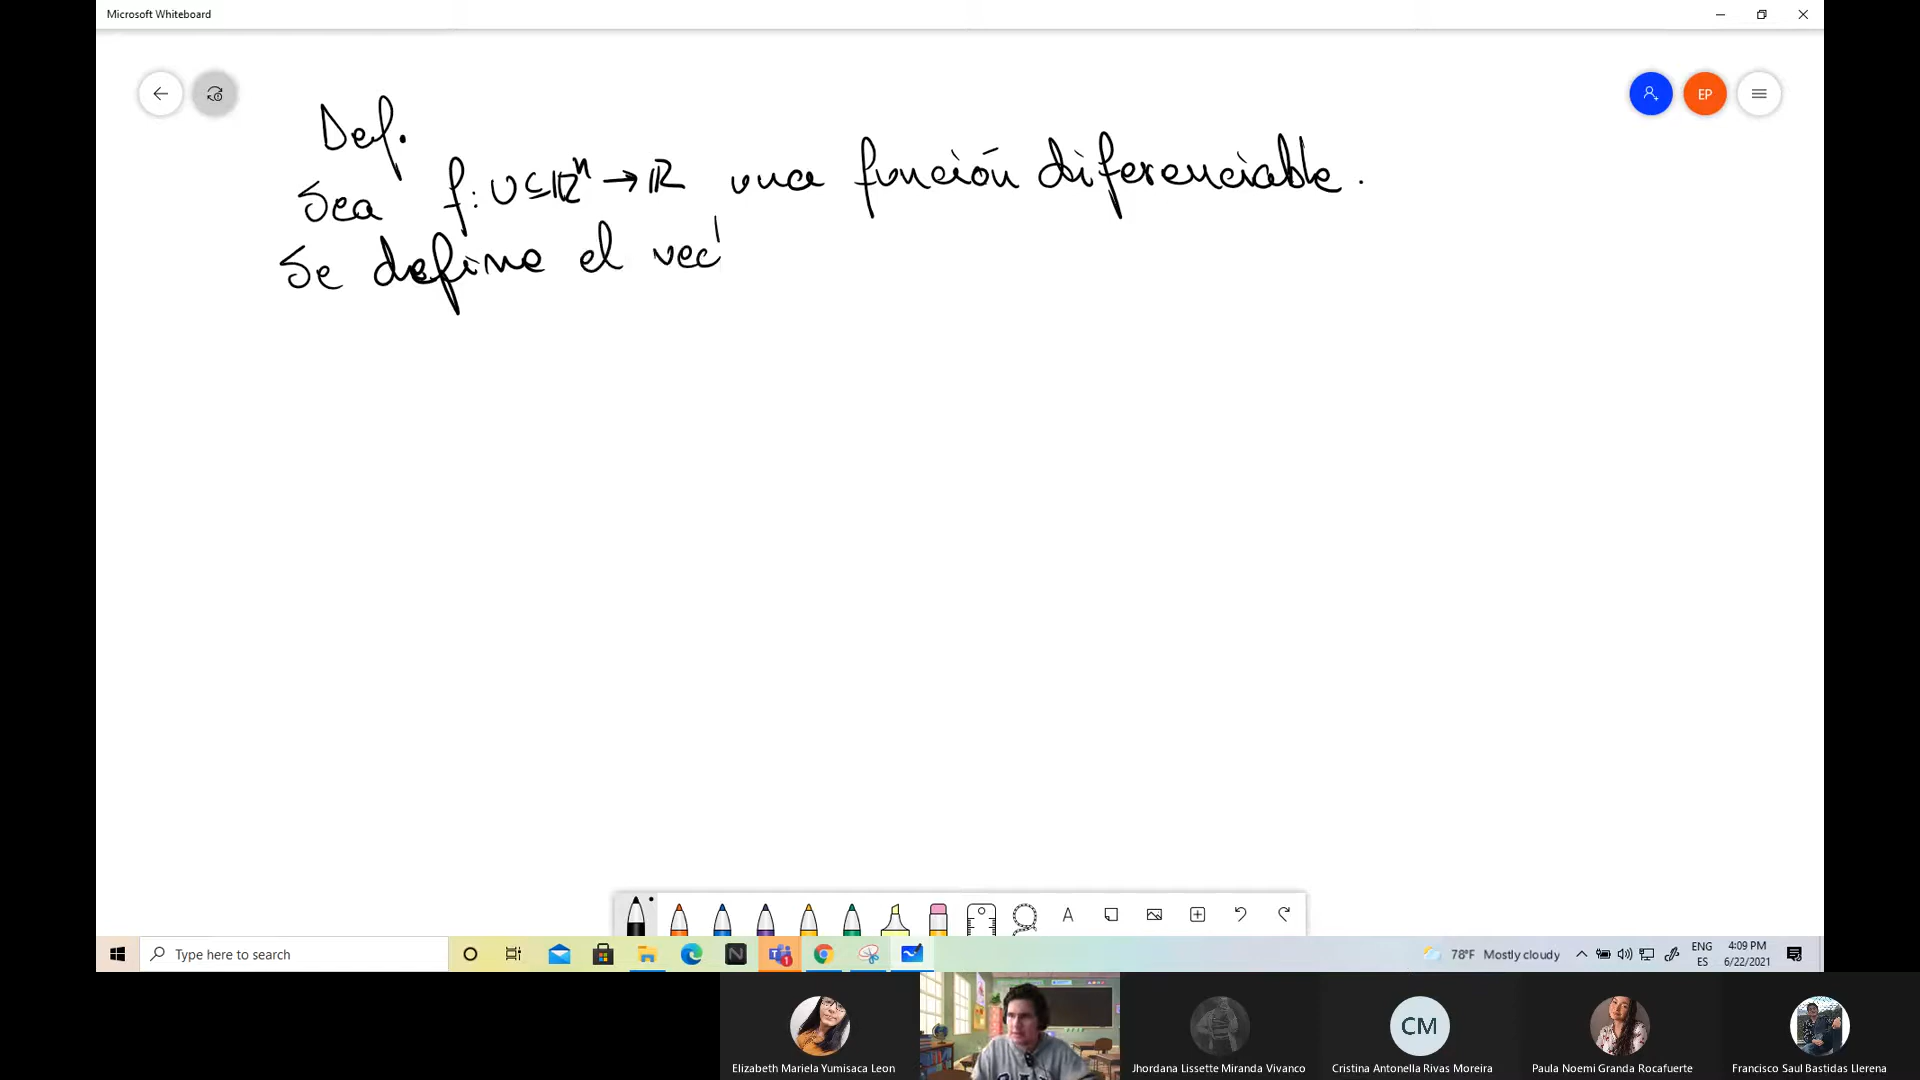 Microsoft Whiteboard
EP
Def.
Sea f: U ⊆ ℝⁿ → ℝ una función diferenciable.
Se define el vec
A
Type here to search
N
1
78°F Mostly cloudy
ENG
ES
4:09 PM
6/22/2021
CM
Elizabeth Mariela Yumisaca Leon
Jhordana Lissette Miranda Vivanco
Cristina Antonella Rivas Moreira
Paula Noemi Granda Rocafuerte
Francisco Saul Bastidas Llerena